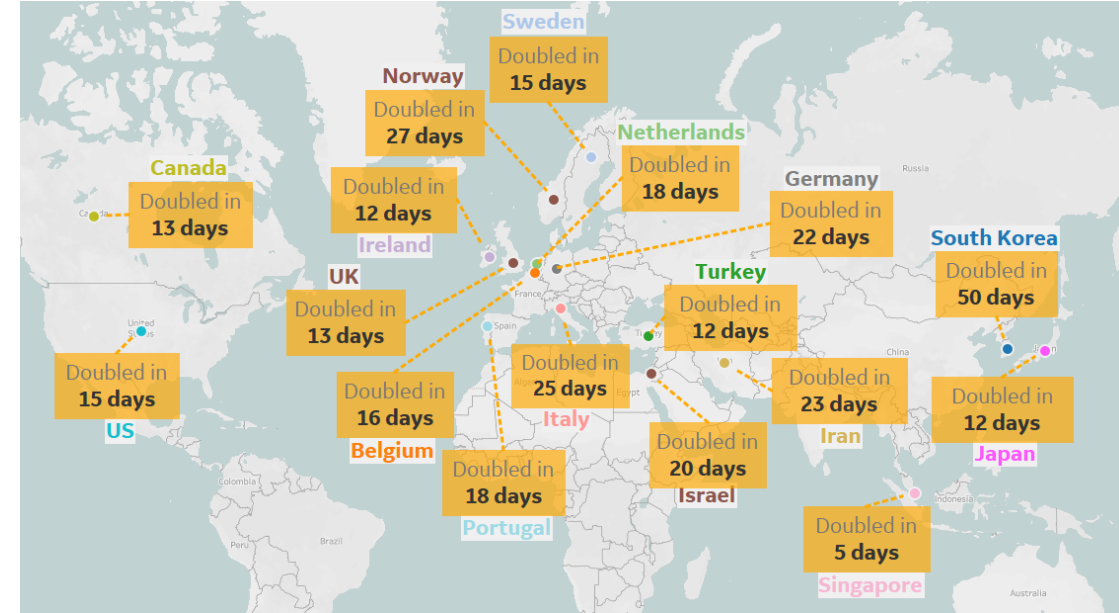 Sweden
Doubled in
15 days
Norway
Doubled in
27 days
Netherlands
Doubled in
18 days
Canada
Doubled in
13 days
Doubled in
12 days
Ireland
Germany
Doubled in
22 days
Russia
South Korea
Doubled in
50 days
UK
Doubled in
13 days
Turkey
Doubled in
12 days
France
Spain
United
China
Doubled in
15 days
US
Doubled in
16 days
Belgium
Doubled in
25 days
Italy
Egypt
Doubled in
23 days
Iran
Doubled in
12 days
Japan
Doubled in
18 days
Portugal
Doubled in
20 days
Israel
Colombia
Indonesia
Doubled in
5 days
Singapore
Peru
Brazil
Australia